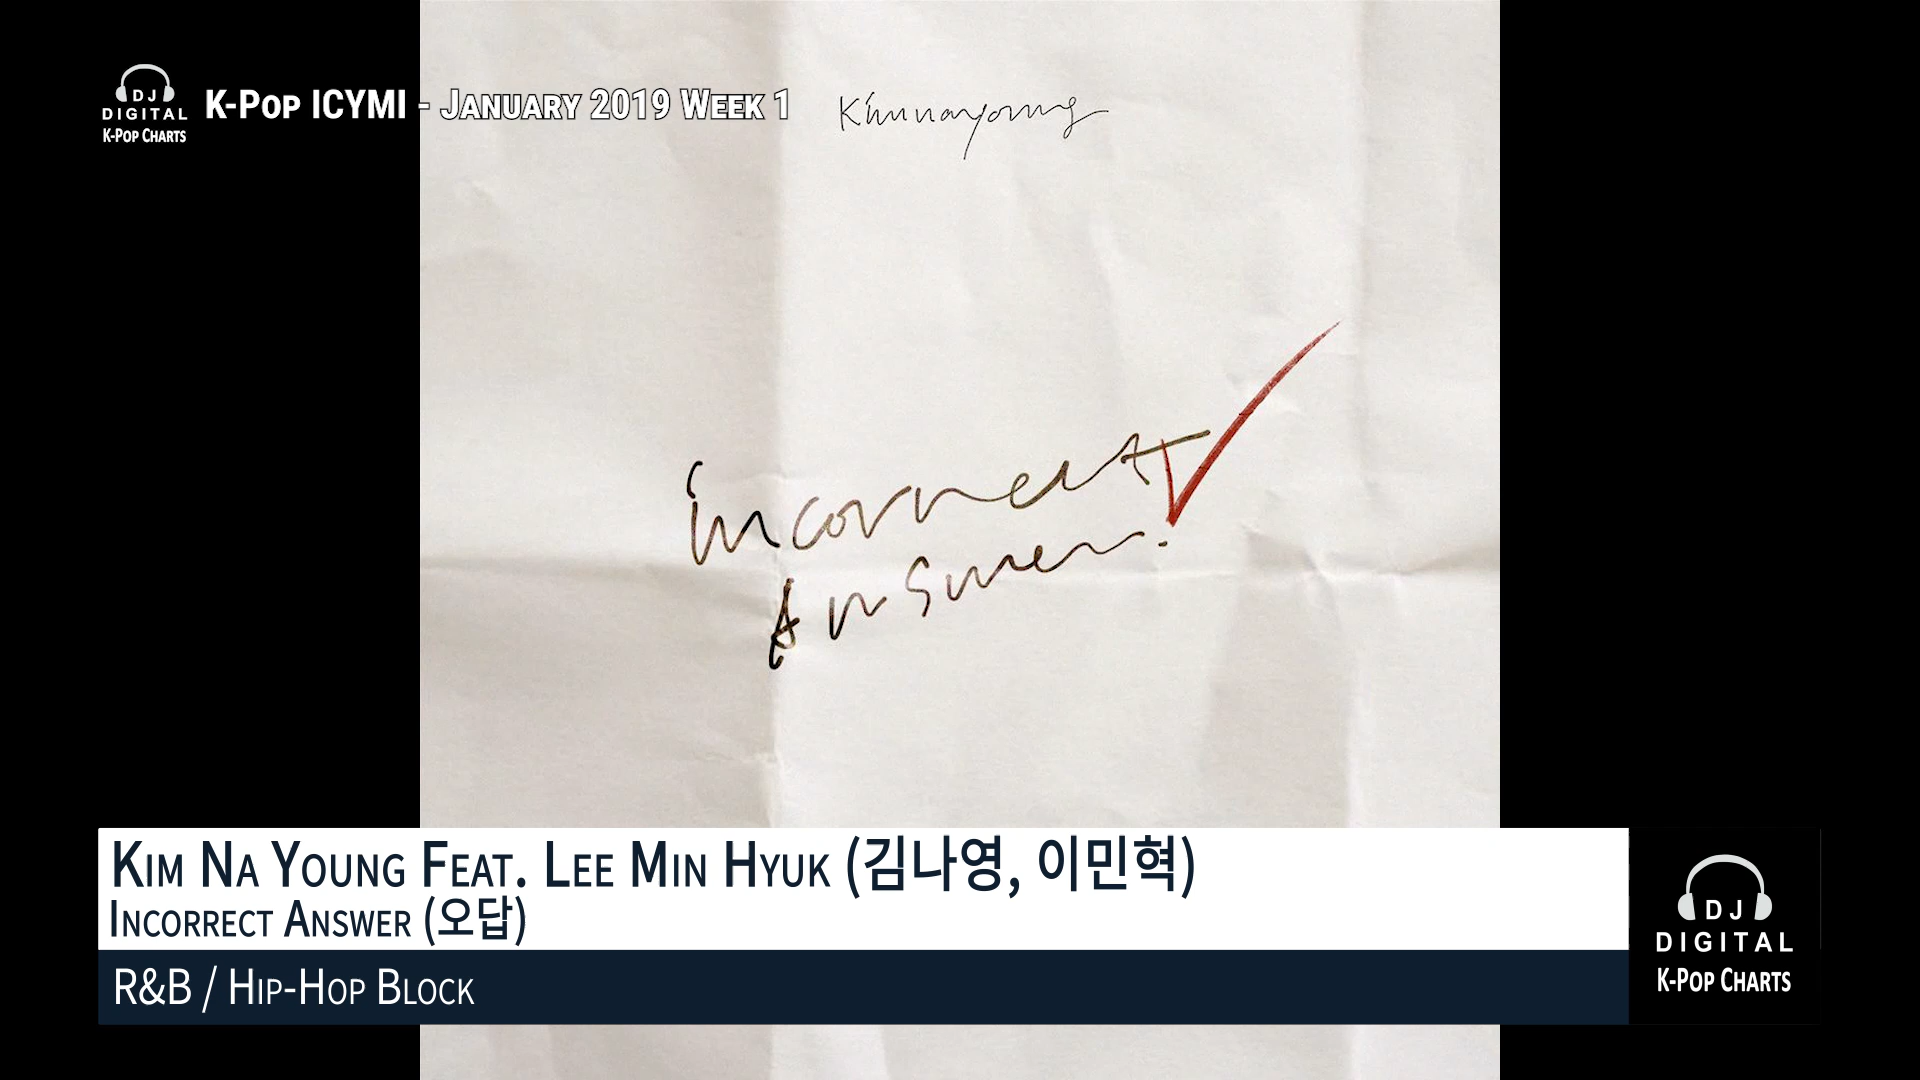 DJ
DIGITAL
K-Pop Charts
K-Pop ICYMI - January 2019 Week 1
Kimnayoung
incorrect
Answer.
Kim Na Young Feat. Lee Min Hyuk (김나영, 이민혁)
Incorrect Answer (오답)
R&B / Hip-Hop Block
DJ
DIGITAL
K-Pop Charts